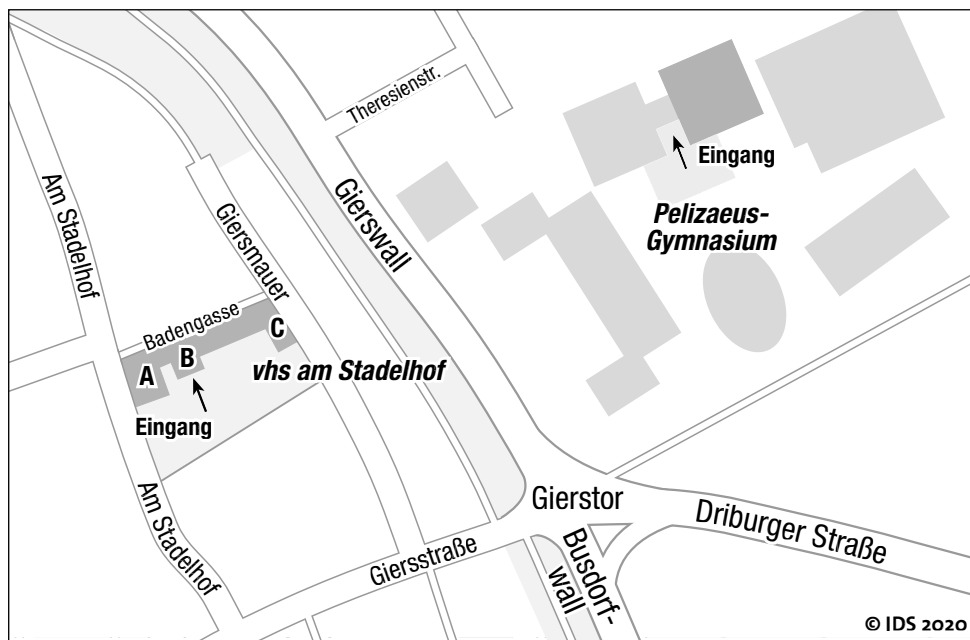 Theresienstr.
Eingang
Pelizaeus-
Gymnasium
Am Stadelhof
Giersmauer
Gierswall
Badengasse
A
B
C
vhs am Stadelhof
Eingang
Am Stadelhof
Giersstraße
Gierstor
Driburger Straße
Busdorf-
wall
© IDS 2020